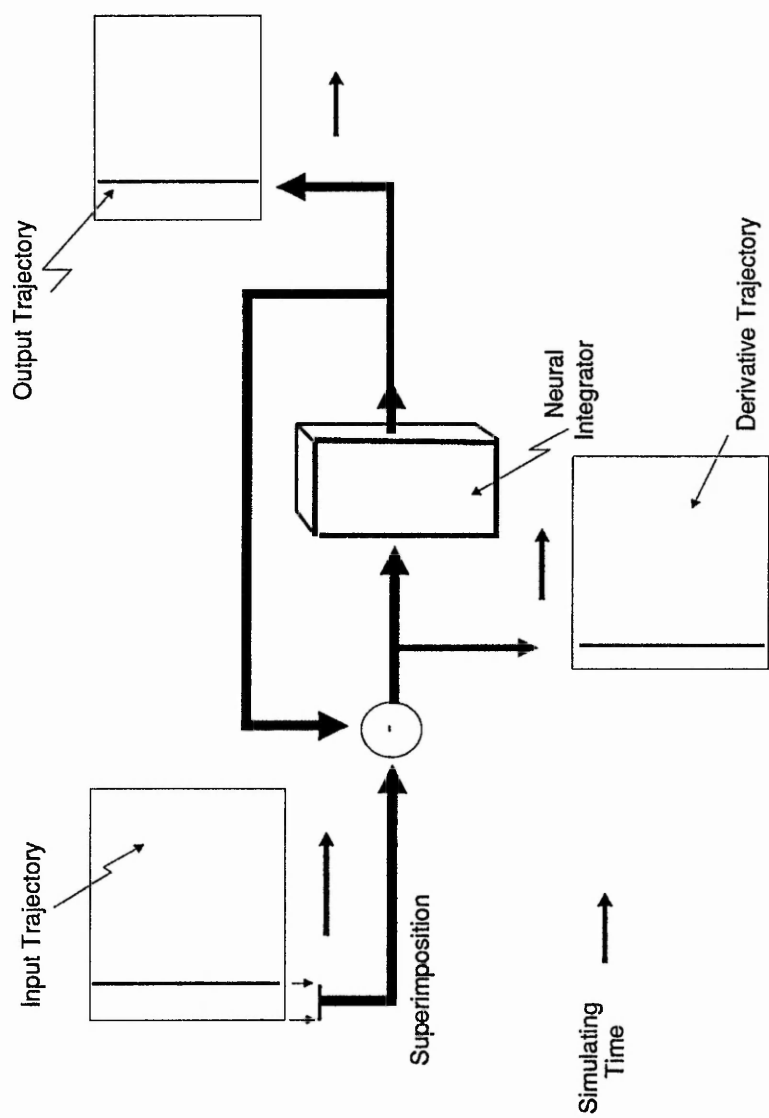 Input Trajectory
Output Trajectory
Superimposition
-
Neural
Integrator
Derivative Trajectory
Simulating
Time